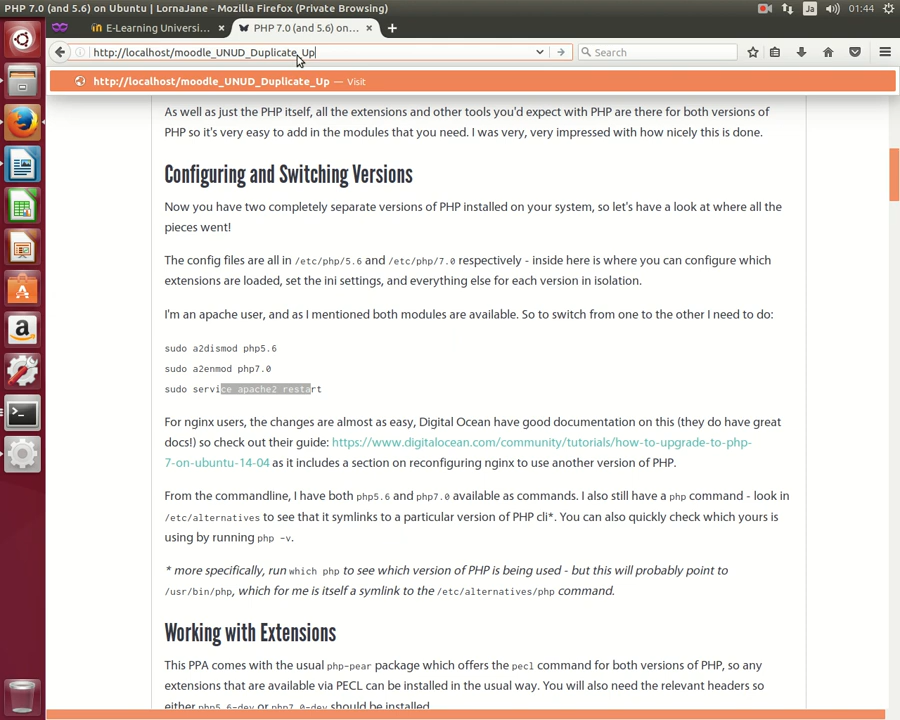 PHP 7.0 (and 5.6) on Ubuntu | LornaJane - Mozilla Firefox (Private Browsing)
Ja
01:44
E-Learning Universi...
PHP 7.0 (and 5.6) on...
http://localhost/moodle_UNUD_Duplicate_Up
Search
http://localhost/moodle_UNUD_Duplicate_Up — Visit
As well as just the PHP itself, all the extensions and other tools you'd expect with PHP are there for both versions of
PHP so it's very easy to add in the modules that you need. I was very, very impressed with how nicely this is done.
Configuring and Switching Versions
Now you have two completely separate versions of PHP installed on your system, so let's have a look at where all the
pieces went!
The config files are all in /etc/php/5.6 and /etc/php/7.0 respectively - inside here is where you can configure which
extensions are loaded, set the ini settings, and everything else for each version in isolation.
I'm an apache user, and as I mentioned both modules are available. So to switch from one to the other I need to do:
sudo a2dismod php5.6
sudo a2enmod php7.0
sudo service apache2 restart
For nginx users, the changes are almost as easy, Digital Ocean have good documentation on this (they do have great
docs!) so check out their guide: https://www.digitalocean.com/community/tutorials/how-to-upgrade-to-php-
7-on-ubuntu-14-04 as it includes a section on reconfiguring nginx to use another version of PHP.
From the commandline, I have both php5.6 and php7.0 available as commands. I also still have a php command - look in
/etc/alternatives to see that it symlinks to a particular version of PHP cli*. You can also quickly check which yours is
using by running php -v.
* more specifically, run which php to see which version of PHP is being used - but this will probably point to
/usr/bin/php, which for me is itself a symlink to the /etc/alternatives/php command.
Working with Extensions
This PPA comes with the usual php-pear package which offers the pecl command for both versions of PHP, so any
extensions that are available via PECL can be installed in the usual way. You will also need the relevant headers so
either php5.6-dev or php7.0-dev should be installed.